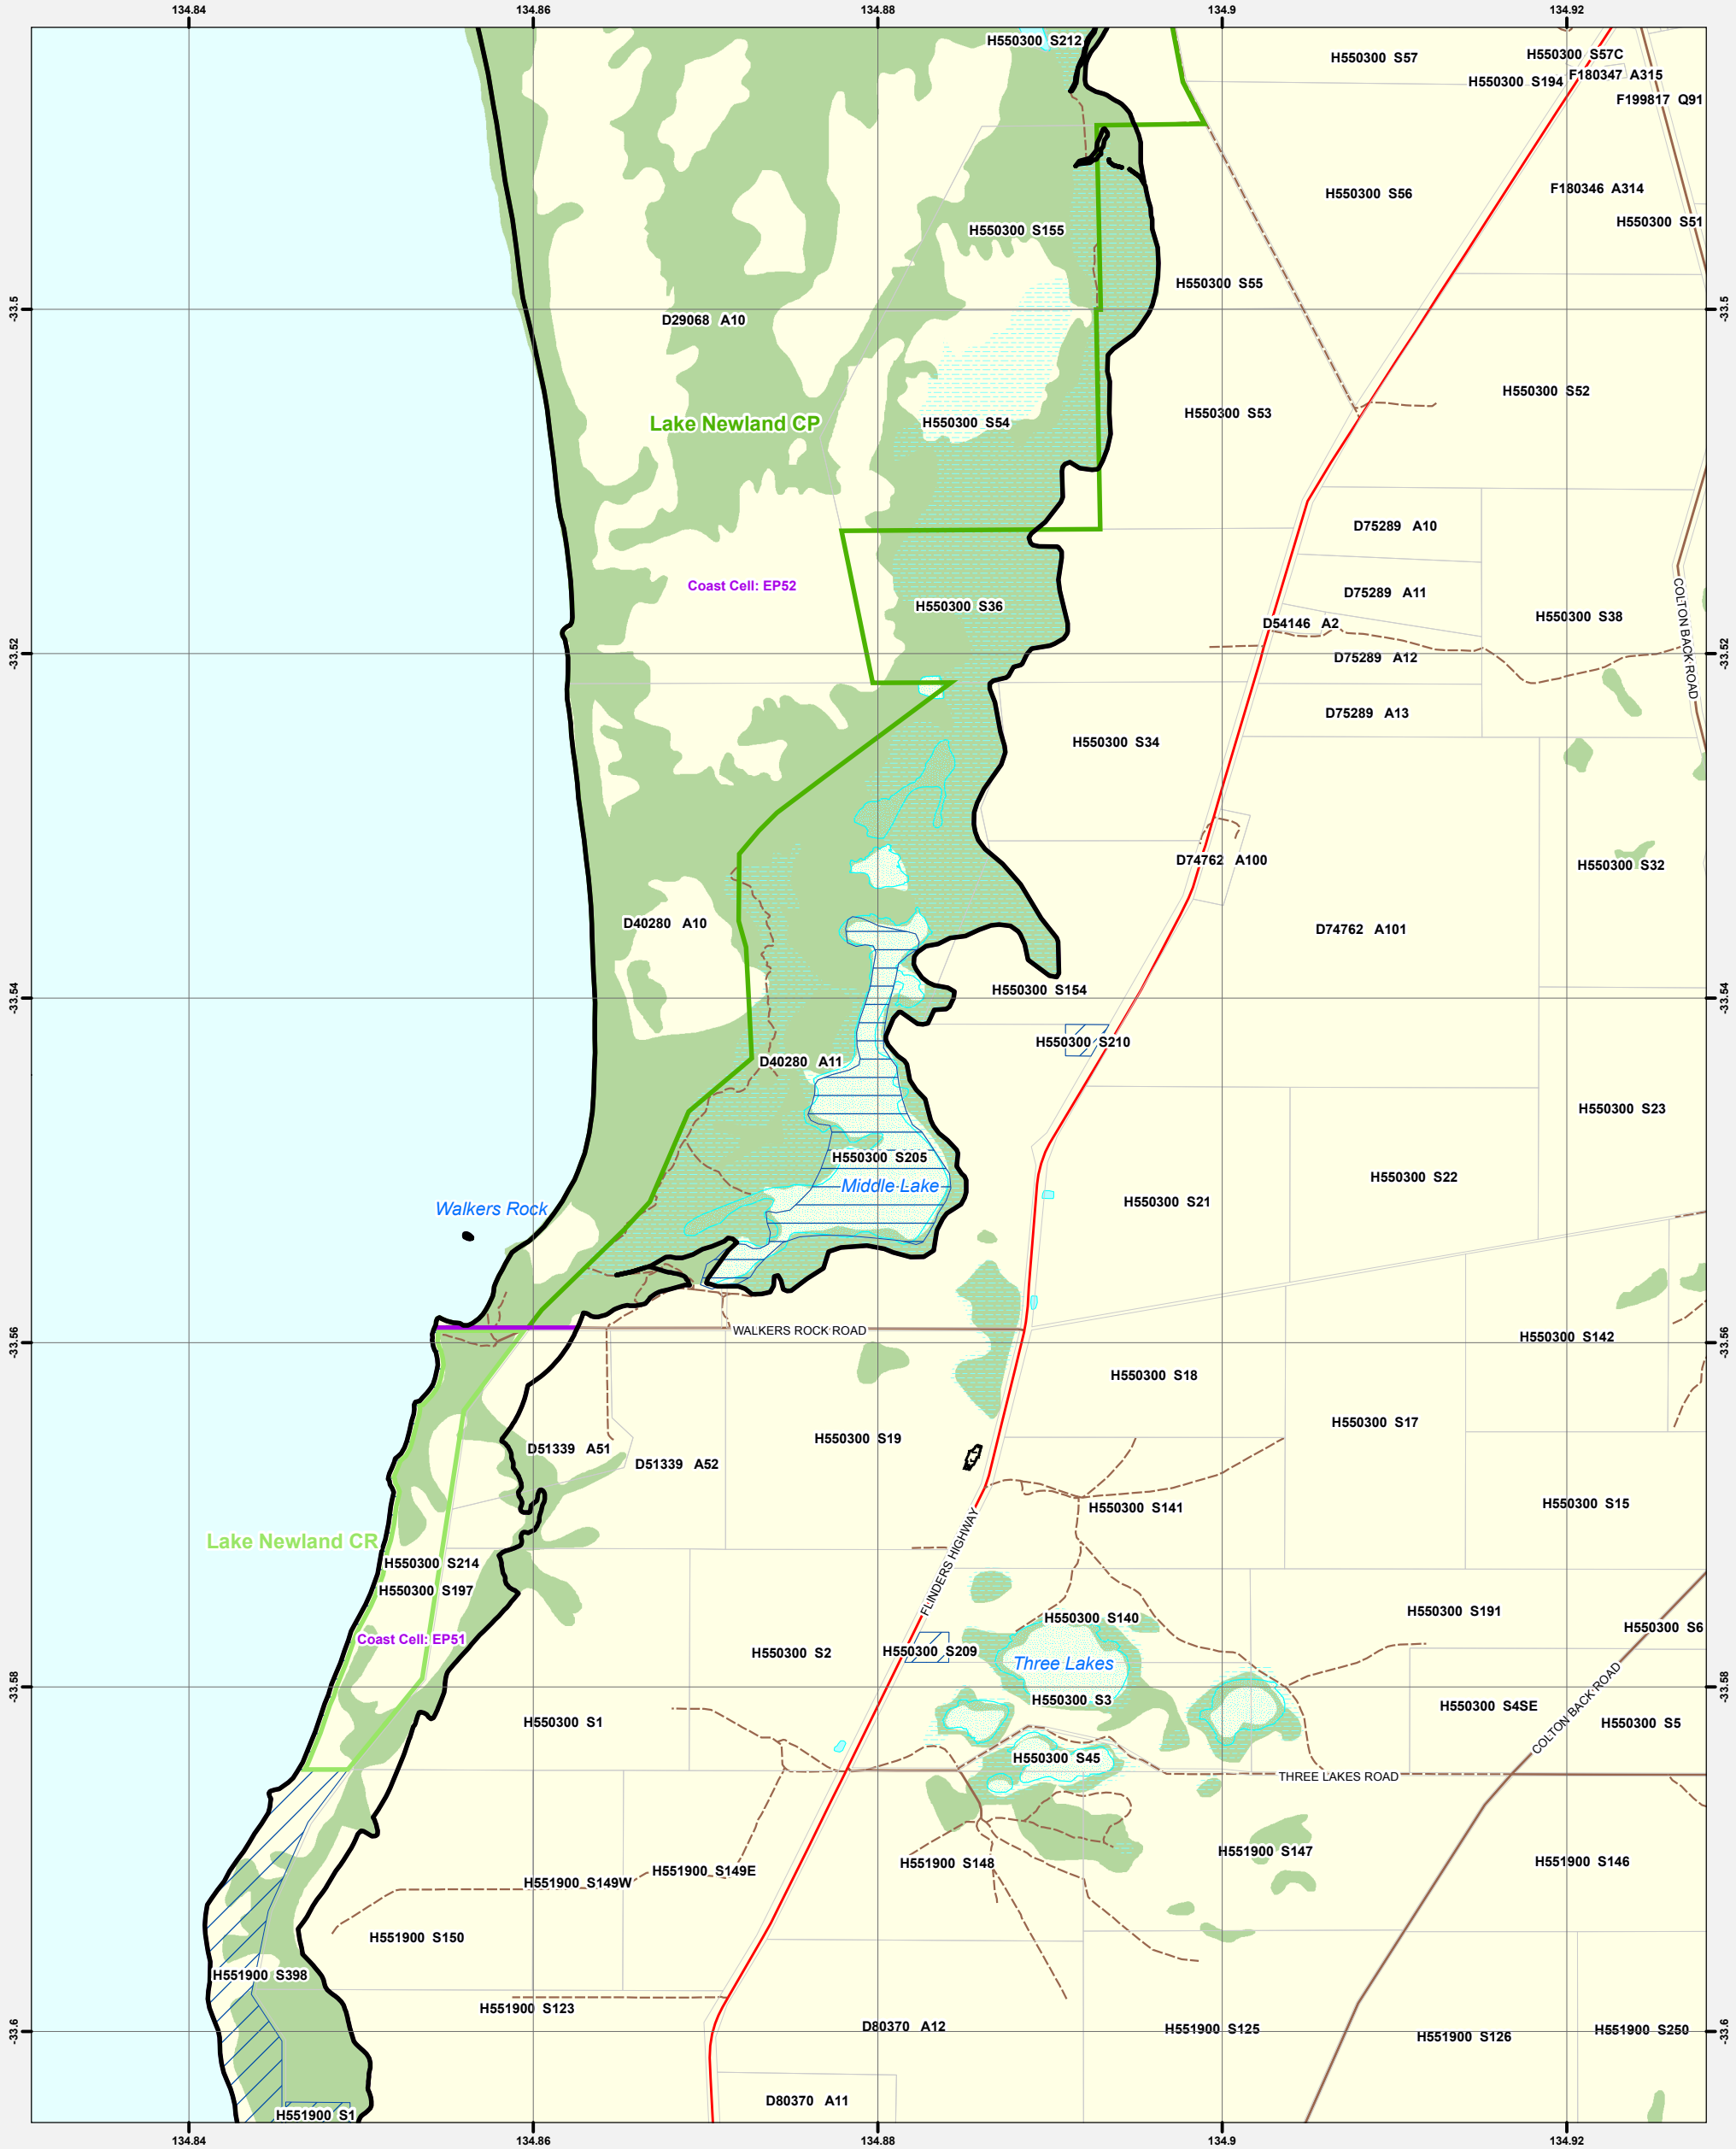 134.84 134.86 134.88 134.9 134.92
H550300 S212
H550300 S57
H550300 S57C
H550300 S194
F180347 A315
F199817 Q91
F180346 A314
H550300 S56
H550300 S51
H550300 S155
H550300 S55
-33.5 -33.5
D29068 A10
H550300 S52
H550300 S53
Lake Newland CP
H550300 S54
D75289 A10
Coast Cell: EP52
D75289 A11
H550300 S36
H550300 S38
COLTON BACK ROAD
D54146 A2
-33.52 -33.52
D75289 A12
D75289 A13
H550300 S34
D74762 A100
H550300 S32
D40280 A10
D74762 A101
H550300 S154
-33.54 -33.54
H550300 S210
D40280 A11
H550300 S23
H550300 S205
H550300 S22
Middle Lake
H550300 S21
Walkers Rock
WALKERS ROCK ROAD
H550300 S142
-33.56 -33.56
H550300 S18
H550300 S17
H550300 S19
D51339 A51
D51339 A52
H550300 S15
H550300 S141
Lake Newland CR
H550300 S214
FLINDERS HIGHWAY
H550300 S197
H550300 S191
H550300 S140
H550300 S6
Coast Cell: EP51
H550300 S2
H550300 S209
Three Lakes
-33.58 -33.58
H550300 S3
H550300 S4SE
COLTON BACK ROAD
H550300 S1
H550300 S5
H550300 S45
THREE LAKES ROAD
H551900 S147
H551900 S146
H551900 S148
H551900 S149E
H551900 S149W
H551900 S150
H551900 S398
H551900 S123
D80370 A12
H551900 S125
H551900 S126
H551900 S250
-33.6 -33.6
D80370 A11
H551900 S1
134.84 134.86 134.88 134.9 134.92